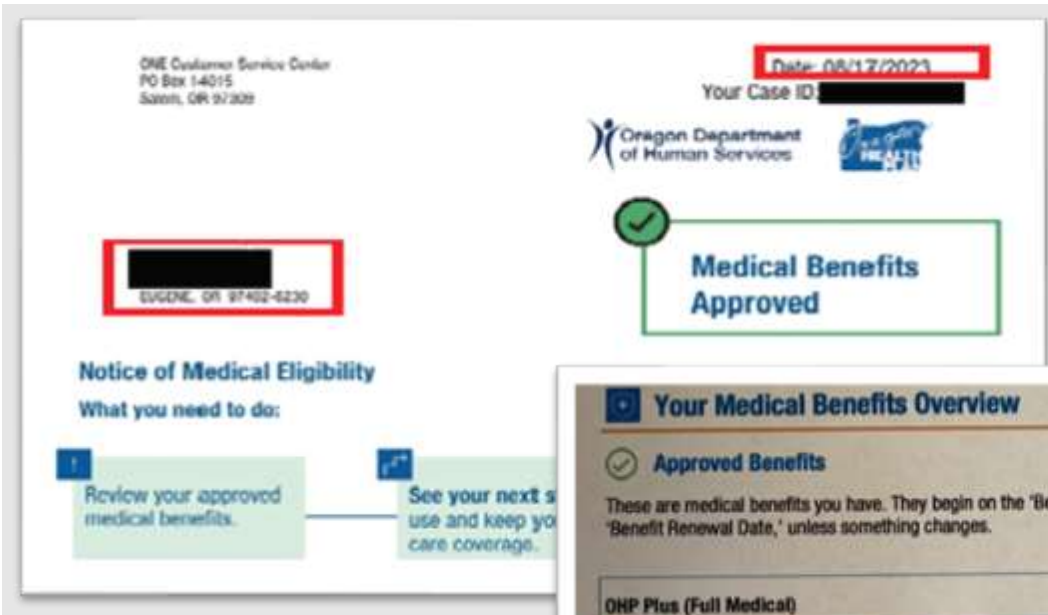 ONE Customer Service Center
PO Box 14015
Salem, OR 97309
Date: 08/17/2023
Your Case ID:
Oregon Department
of Human Services
Oregon
HEALTH
PLAN
EUGENE, OR 97402-6230
Medical Benefits
Approved
Notice of Medical Eligibility
What you need to do:
Review your approved
medical benefits.
See your next s
use and keep yo
care coverage.
Your Medical Benefits Overview
Approved Benefits
These are medical benefits you have. They begin on the 'Be
'Benefit Renewal Date,' unless something changes.
OHP Plus (Full Medical)